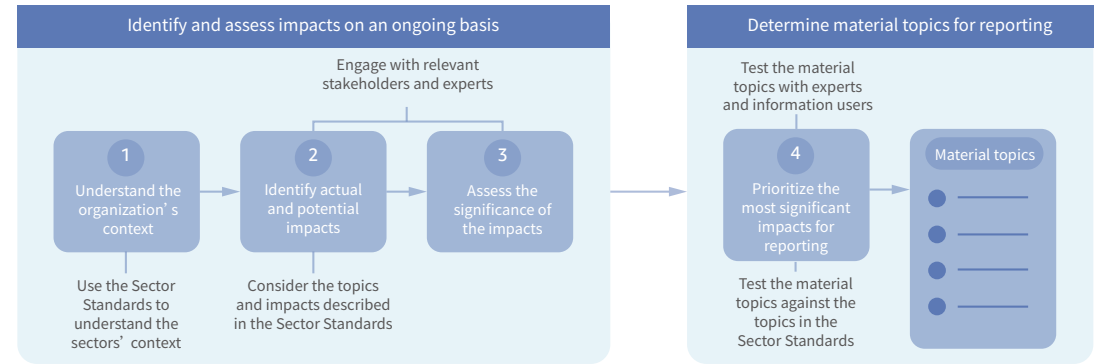 Identify and assess impacts on an ongoing basis
Engage with relevant
stakeholders and experts
1
Understand the
organization's
context
2
Identify actual
and potential
impacts
3
Assess the
significance of
the impacts
Use the Sector
Standards to
understand the
sectors' context
Consider the topics
and impacts described
in the Sector Standards
Determine material topics for reporting
Test the material
topics with experts
and information users
4
Prioritize the
most significant
impacts for
reporting
Test the material
topics against the
topics in the
Sector Standards
Material topics